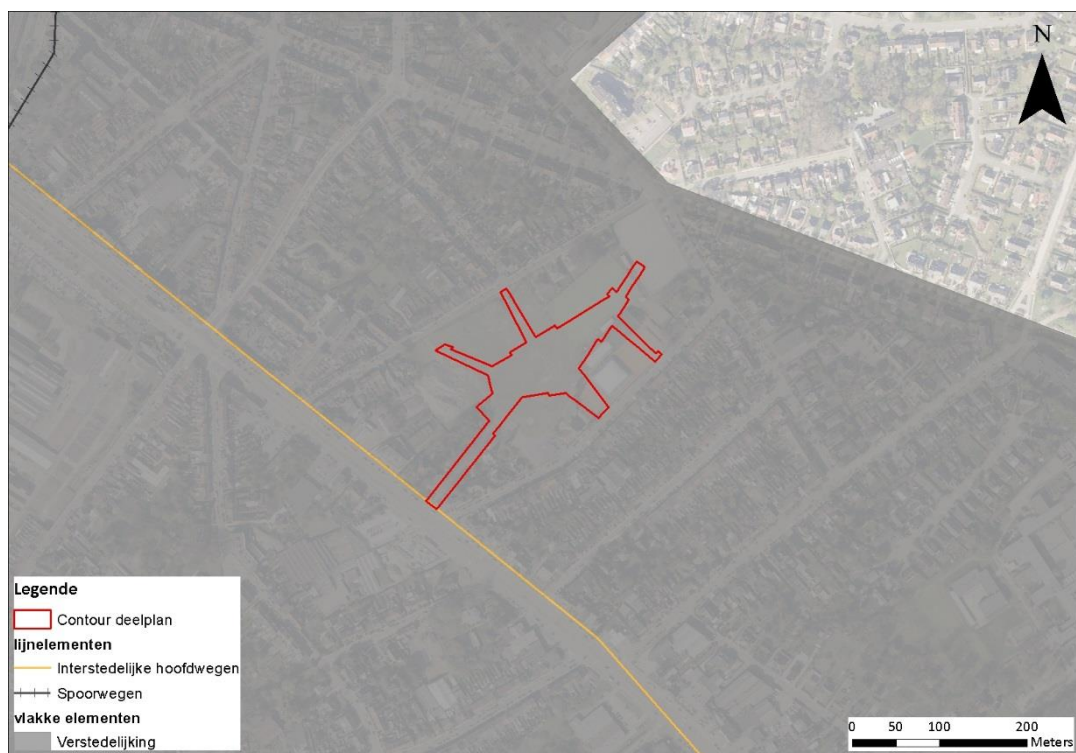 N
Legende
Contour deelplan
lijnelementen
Interstedelijke hoofdwegen
Spoorwegen
vlakke elementen
Verstedelijking
0 50 100 200
Meters